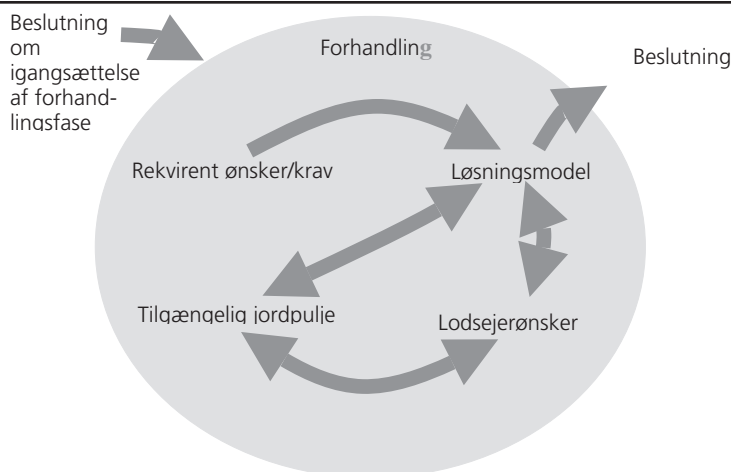 Beslutning
om
igangsættelse
af forhand-
lingsfase
Forhandling
Beslutning
Rekvirent ønsker/krav
Løsningsmodel
Tilgængelig jordpulje
Lodsejerønsker